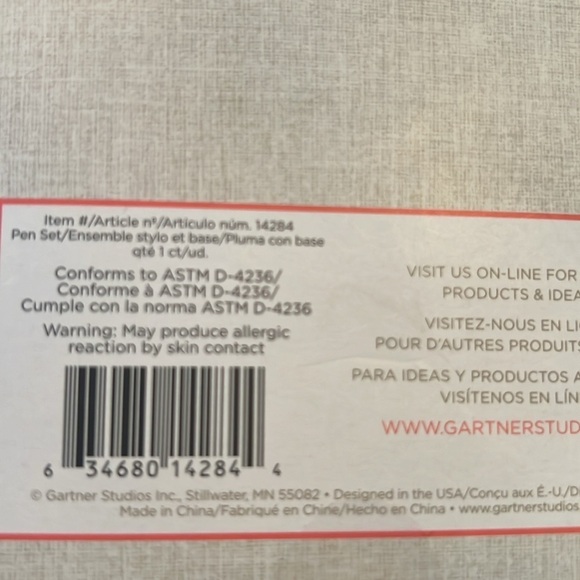 Item #/Article nº/Artículo núm. 14284
Pen Set/Ensemble stylo et base/Pluma con base
qté 1 ct/ud.
Conforms to ASTM D-4236/
Conforme à ASTM D-4236/
Cumple con la norma ASTM D-4236
Warning: May produce allergic
reaction by skin contact
6 34680 14284 4
VISIT US ON-LINE FOR
PRODUCTS & IDEA
VISITEZ-NOUS EN LI
POUR D'AUTRES PRODUITS
PARA IDEAS Y PRODUCTOS A
VISÍTENOS EN LÍN
WWW.GARTNERSTUD
© Gartner Studios Inc., Stillwater, MN 55082 • Designed in the USA/Conçu aux É.-U./D
Made in China/Fabriqué en Chine/Hecho en China • www.gartnerstudios